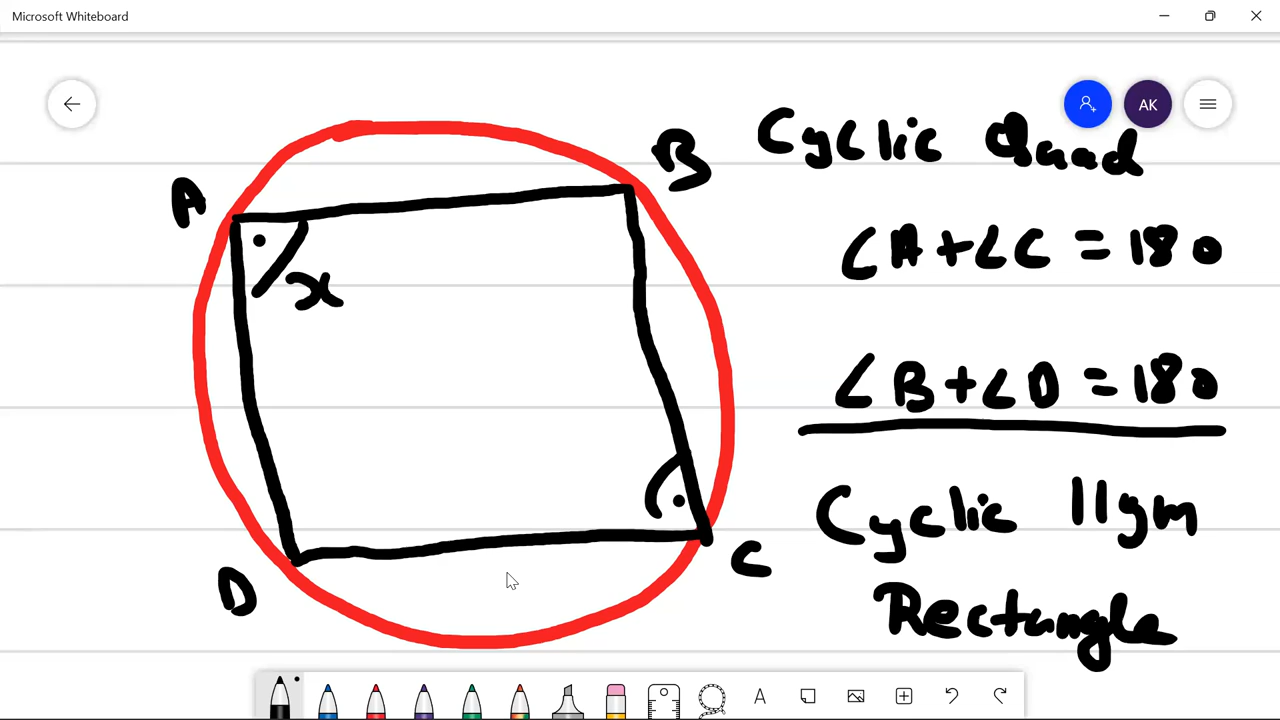 Microsoft Whiteboard
AK
Cyclic Quad
A
B
x
∠A+∠C=180
∠B+∠D=180
Cyclic llgm
D
C
Rectangle
A